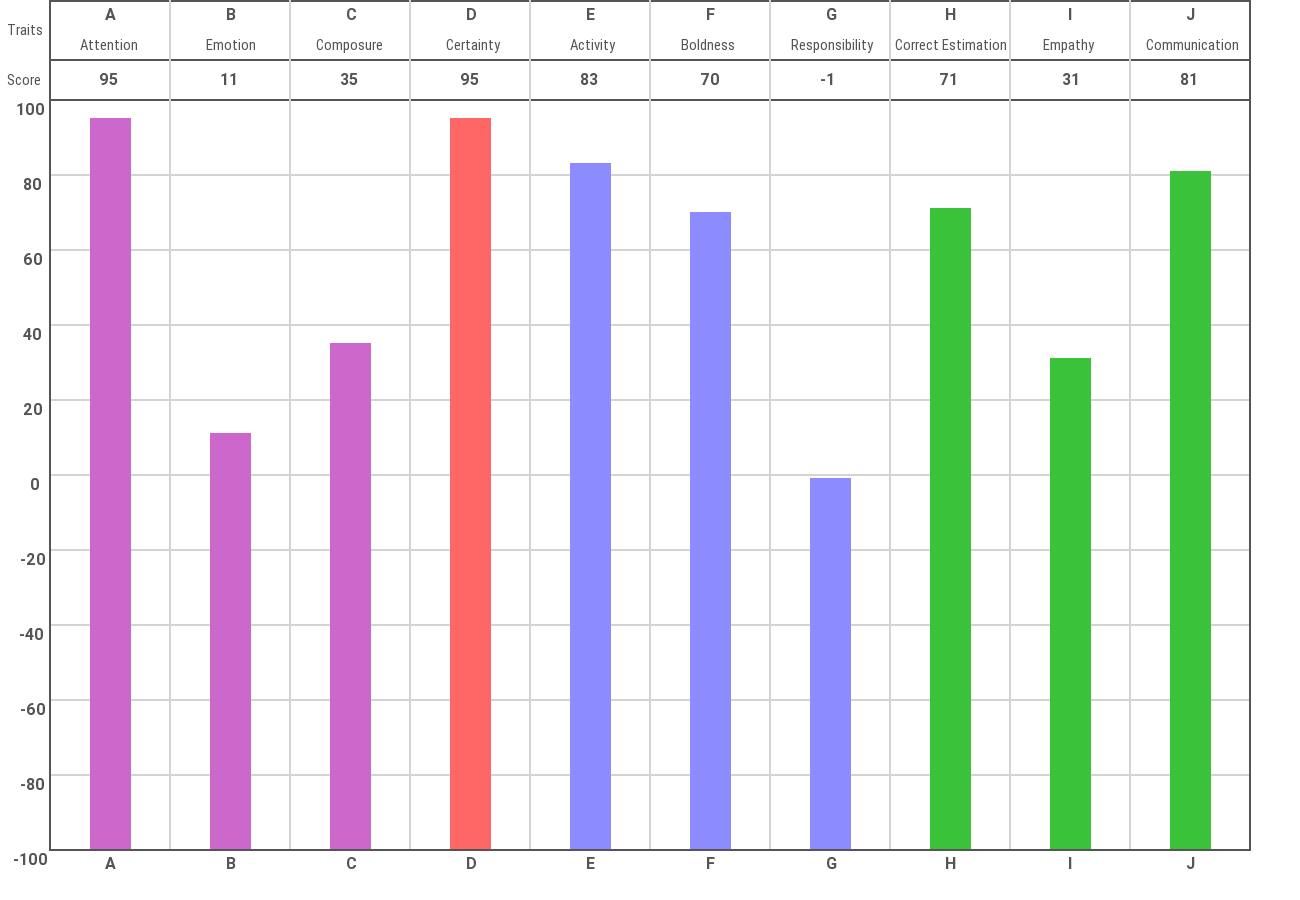 A B C D E F G H I J
Traits
Attention Emotion Composure Certainty Activity Boldness Responsibility Correct Estimation Empathy Communication
Score 95 11 35 95 83 70 -1 71 31 81
100
80
60
40
20
0
-20
-40
-60
-80
-100
A B C D E F G H I J